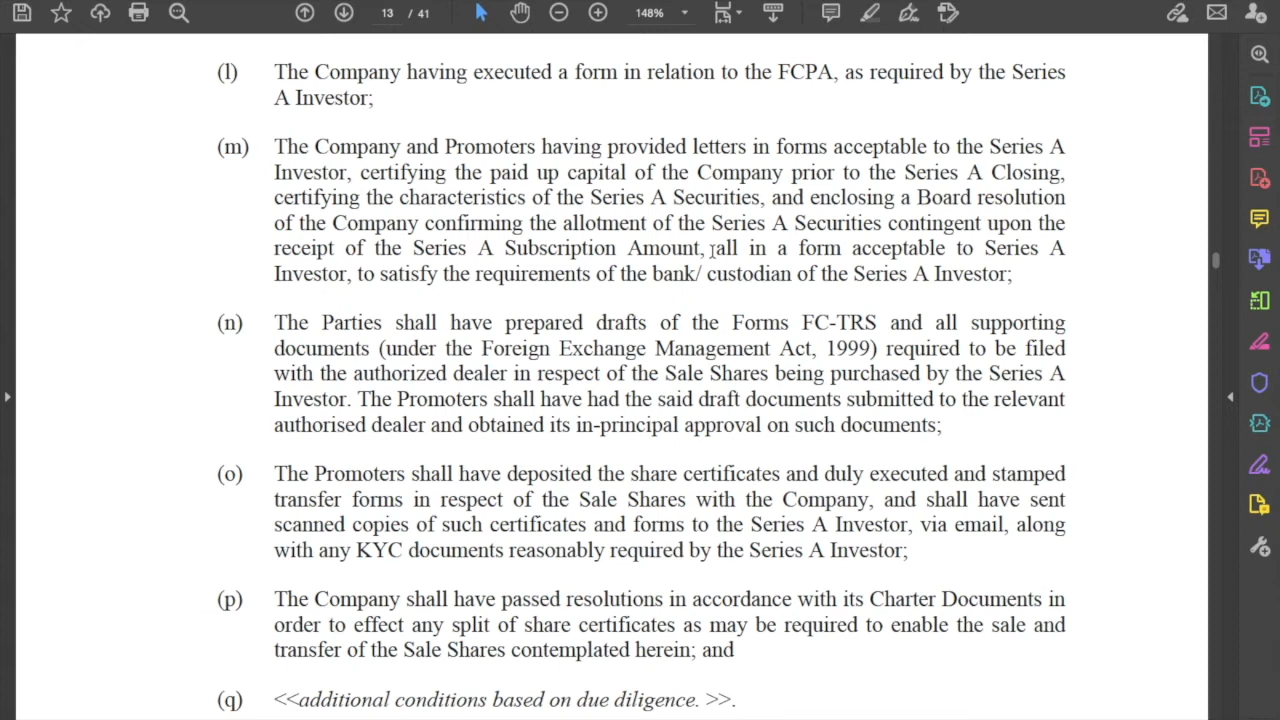 13 / 41
148%
(l) The Company having executed a form in relation to the FCPA, as required by the Series
A Investor;
(m) The Company and Promoters having provided letters in forms acceptable to the Series A
Investor, certifying the paid up capital of the Company prior to the Series A Closing,
certifying the characteristics of the Series A Securities, and enclosing a Board resolution
of the Company confirming the allotment of the Series A Securities contingent upon the
receipt of the Series A Subscription Amount, all in a form acceptable to Series A
Investor, to satisfy the requirements of the bank/ custodian of the Series A Investor;
(n) The Parties shall have prepared drafts of the Forms FC-TRS and all supporting
documents (under the Foreign Exchange Management Act, 1999) required to be filed
with the authorized dealer in respect of the Sale Shares being purchased by the Series A
Investor. The Promoters shall have had the said draft documents submitted to the relevant
authorised dealer and obtained its in-principal approval on such documents;
(o) The Promoters shall have deposited the share certificates and duly executed and stamped
transfer forms in respect of the Sale Shares with the Company, and shall have sent
scanned copies of such certificates and forms to the Series A Investor, via email, along
with any KYC documents reasonably required by the Series A Investor;
(p) The Company shall have passed resolutions in accordance with its Charter Documents in
order to effect any split of share certificates as may be required to enable the sale and
transfer of the Sale Shares contemplated herein; and
(q) <<additional conditions based on due diligence. >>.